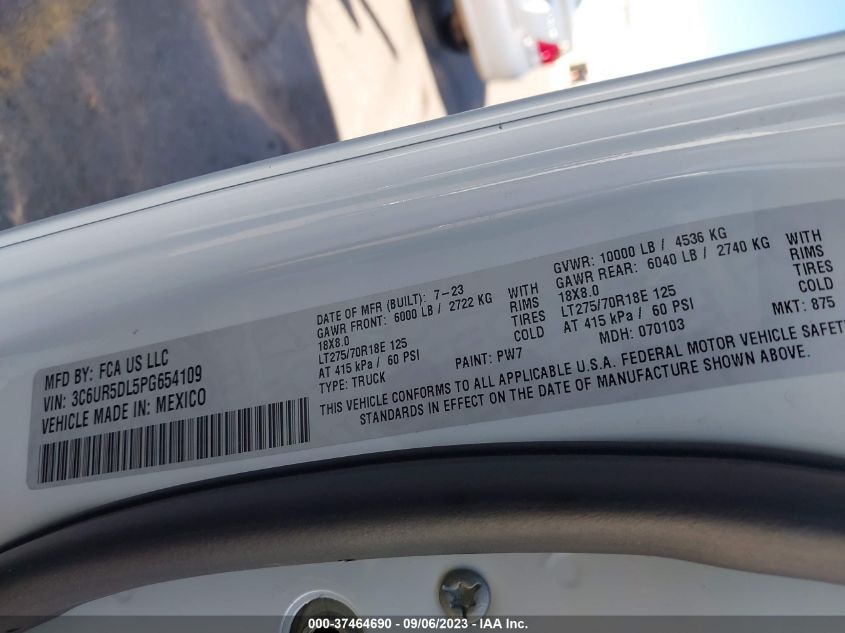 MFD BY: FCA US LLC
VIN: 3C6UR5DL5PG654109
VEHICLE MADE IN: MEXICO
DATE OF MFR (BUILT): 7-23
GAWR FRONT: 6000 LB / 2722 KG WITH
18X8.0 RIMS
LT275/70R18E 125 TIRES
AT 415 kPa / 60 PSI COLD
TYPE: TRUCK PAINT: PW7
GVWR: 10000 LB / 4536 KG
GAWR REAR: 6040 LB / 2740 KG WITH
18X8.0 RIMS
LT275/70R18E 125 TIRES
AT 415 kPa / 60 PSI COLD
MDH: 070103 MKT: 875
THIS VEHICLE CONFORMS TO ALL APPLICABLE U.S.A. FEDERAL MOTOR VEHICLE SAFETY
STANDARDS IN EFFECT ON THE DATE OF MANUFACTURE SHOWN ABOVE.
000-37464690 - 09/06/2023 - IAA Inc.